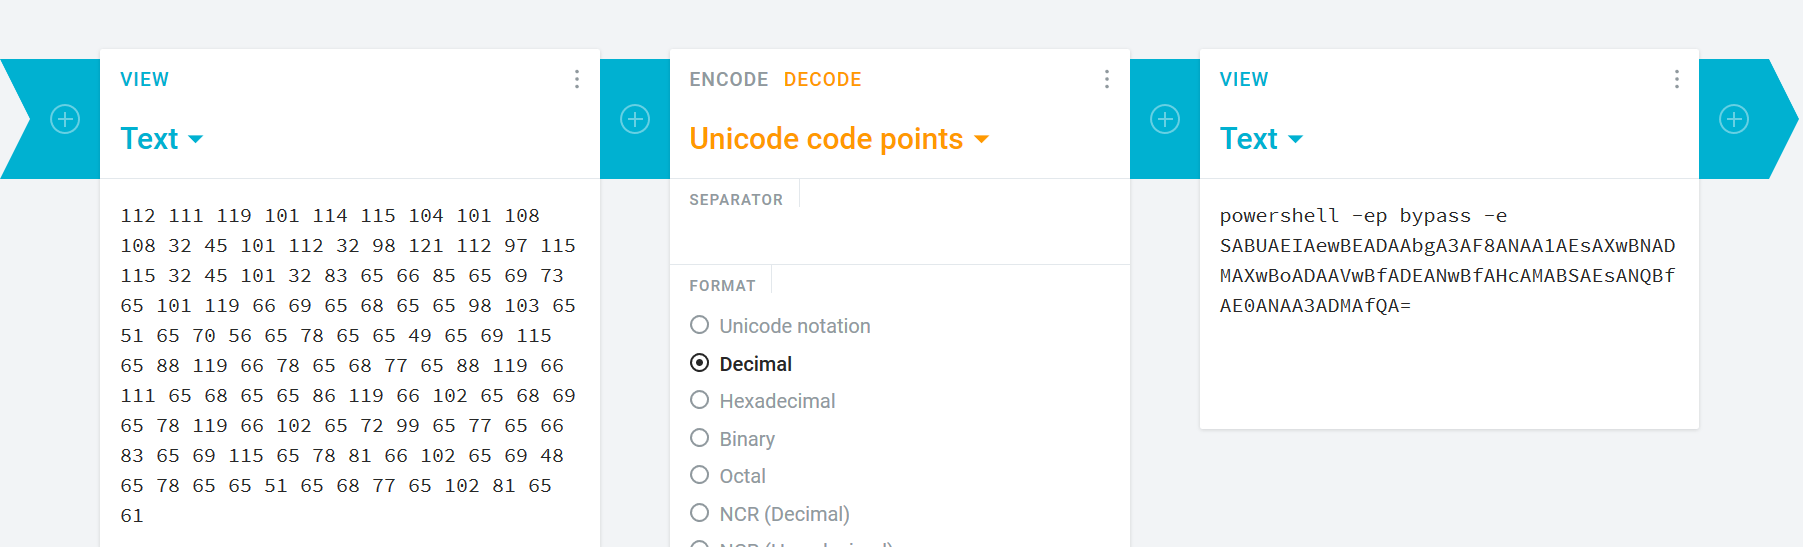 VIEW
Text
112 111 119 101 114 115 104 101 108
108 32 45 101 112 32 98 121 112 97 115
115 32 45 101 32 83 65 66 85 65 69 73
65 101 119 66 69 65 68 65 65 98 103 65
51 65 70 56 65 78 65 65 49 65 69 115
65 88 119 66 78 65 68 77 65 88 119 66
111 65 68 65 65 86 119 66 102 65 68 69
65 78 119 66 102 65 72 99 65 77 65 66
83 65 69 115 65 78 81 66 102 65 69 48
65 78 65 65 51 65 68 77 65 102 81 65
61
ENCODE DECODE
Unicode code points
SEPARATOR
FORMAT
Unicode notation
Decimal
Hexadecimal
Binary
Octal
NCR (Decimal)
VIEW
Text
powershell -ep bypass -e
SABUAEIAewBEADAAbgA3AF8ANAA1AEsAXwBNAD
MAXwBoADAAVwBfADEANwBfAHcAMABSAEsANQBf
AE0ANAA3ADMAfQA=